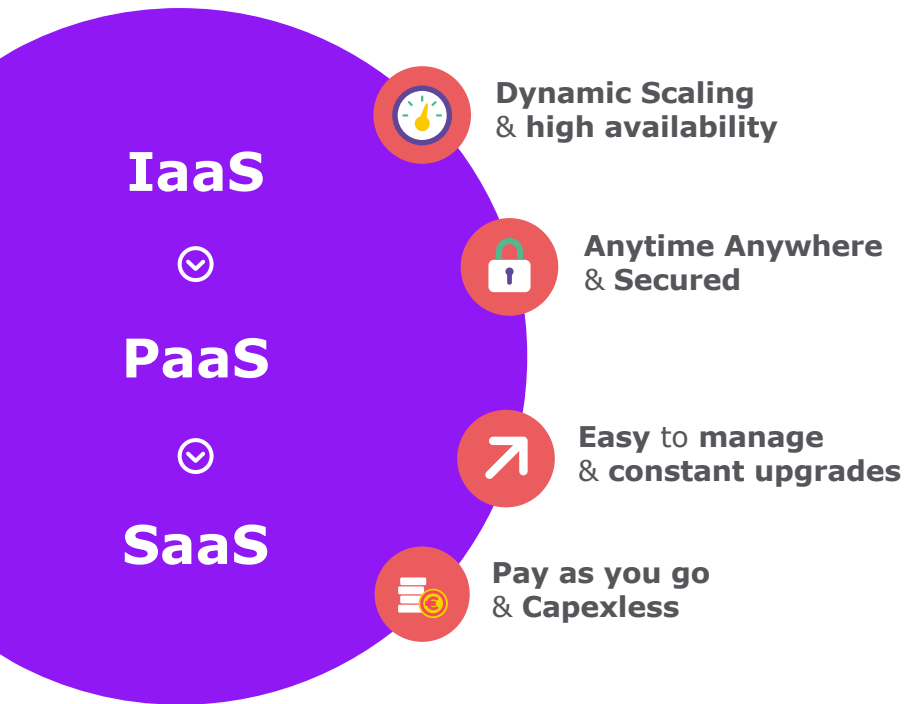 IaaS
PaaS
SaaS
Dynamic Scaling
& high availability
Anytime Anywhere
& Secured
Easy to manage
& constant upgrades
Pay as you go
& Capexless